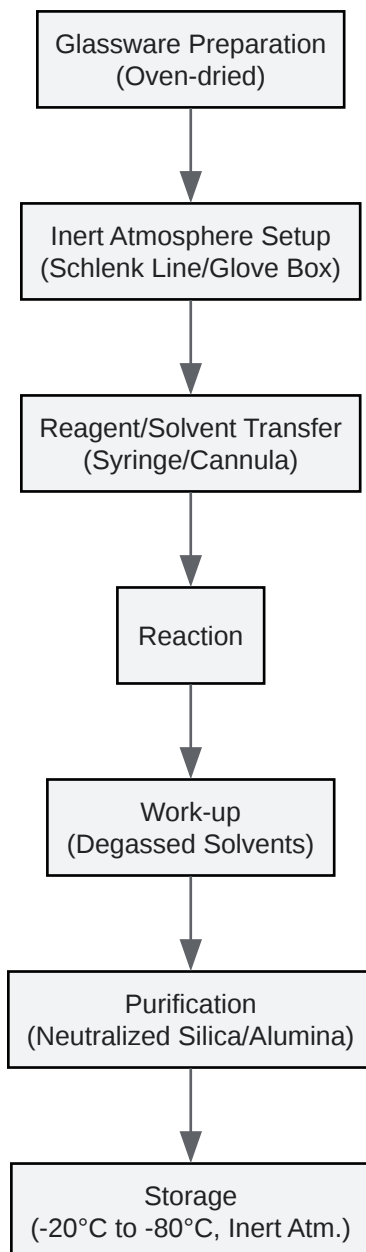 Glassware Preparation
(Oven-dried)
Inert Atmosphere Setup
(Schlenk Line/Glove Box)
Reagent/Solvent Transfer
(Syringe/Cannula)
Reaction
Work-up
(Degassed Solvents)
Purification
(Neutralized Silica/Alumina)
Storage
(-20°C to -80°C, Inert Atm.)